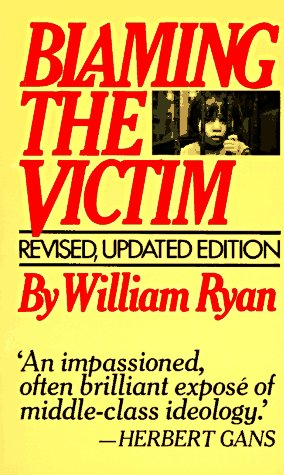 BLAMING
THE
VICTIM
REVISED, UPDATED EDITION
By William Ryan
'An impassioned,
often brilliant exposé of
middle-class ideology.'
—HERBERT GANS